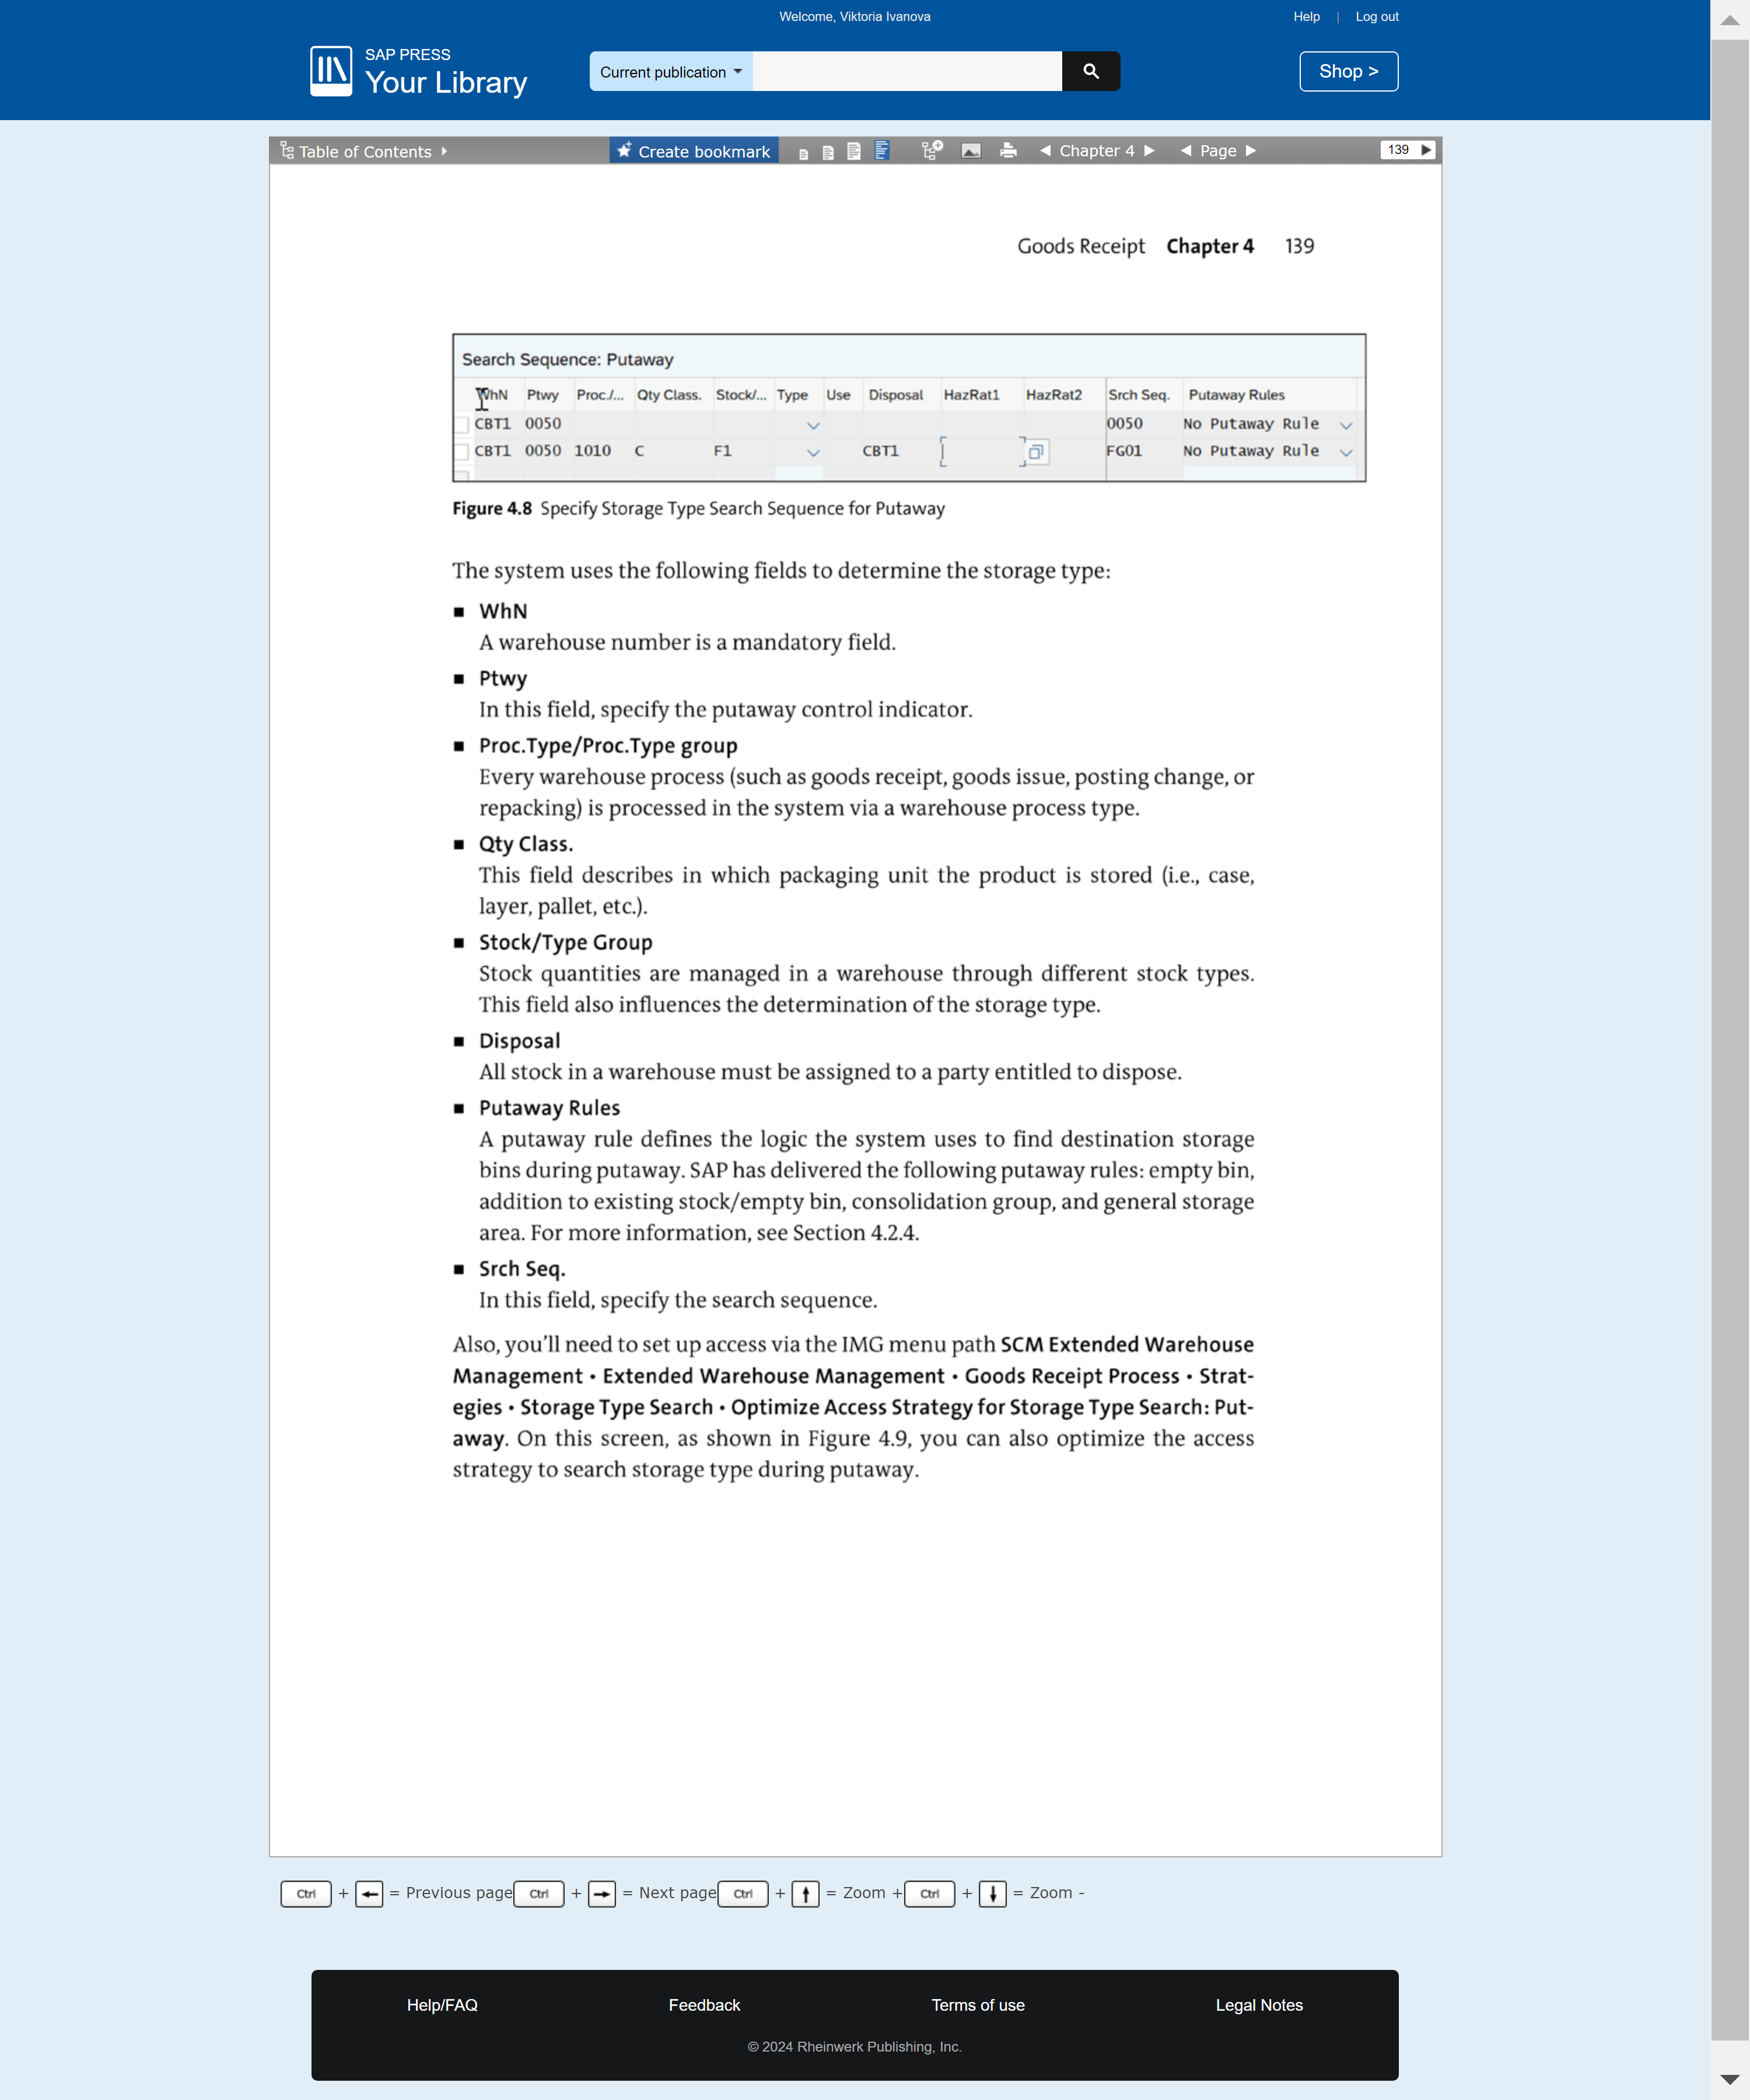 Welcome, Viktoria Ivanova
Help | Log out
SAP PRESS
Your Library
Current publication
Shop >
Table of Contents
Create bookmark
Chapter 4
Page
139
Goods Receipt Chapter 4 139
Search Sequence: Putaway
WhN Ptwy Proc./... Qty Class. Stock/... Type Use Disposal HazRat1 HazRat2 Srch Seq. Putaway Rules
CBT1 0050 0050 No Putaway Rule
CBT1 0050 1010 C F1 CBT1 FG01 No Putaway Rule
Figure 4.8 Specify Storage Type Search Sequence for Putaway
The system uses the following fields to determine the storage type:
■ WhN
A warehouse number is a mandatory field.
■ Ptwy
In this field, specify the putaway control indicator.
■ Proc.Type/Proc.Type group
Every warehouse process (such as goods receipt, goods issue, posting change, or
repacking) is processed in the system via a warehouse process type.
■ Qty Class.
This field describes in which packaging unit the product is stored (i.e., case,
layer, pallet, etc.).
■ Stock/Type Group
Stock quantities are managed in a warehouse through different stock types.
This field also influences the determination of the storage type.
■ Disposal
All stock in a warehouse must be assigned to a party entitled to dispose.
■ Putaway Rules
A putaway rule defines the logic the system uses to find destination storage
bins during putaway. SAP has delivered the following putaway rules: empty bin,
addition to existing stock/empty bin, consolidation group, and general storage
area. For more information, see Section 4.2.4.
■ Srch Seq.
In this field, specify the search sequence.
Also, you’ll need to set up access via the IMG menu path SCM Extended Warehouse
Management • Extended Warehouse Management • Goods Receipt Process • Strat-
egies • Storage Type Search • Optimize Access Strategy for Storage Type Search: Put-
away. On this screen, as shown in Figure 4.9, you can also optimize the access
strategy to search storage type during putaway.
Ctrl + ← = Previous page Ctrl + → = Next page Ctrl + ↑ = Zoom + Ctrl + ↓ = Zoom -
Help/FAQ Feedback Terms of use Legal Notes
© 2024 Rheinwerk Publishing, Inc.